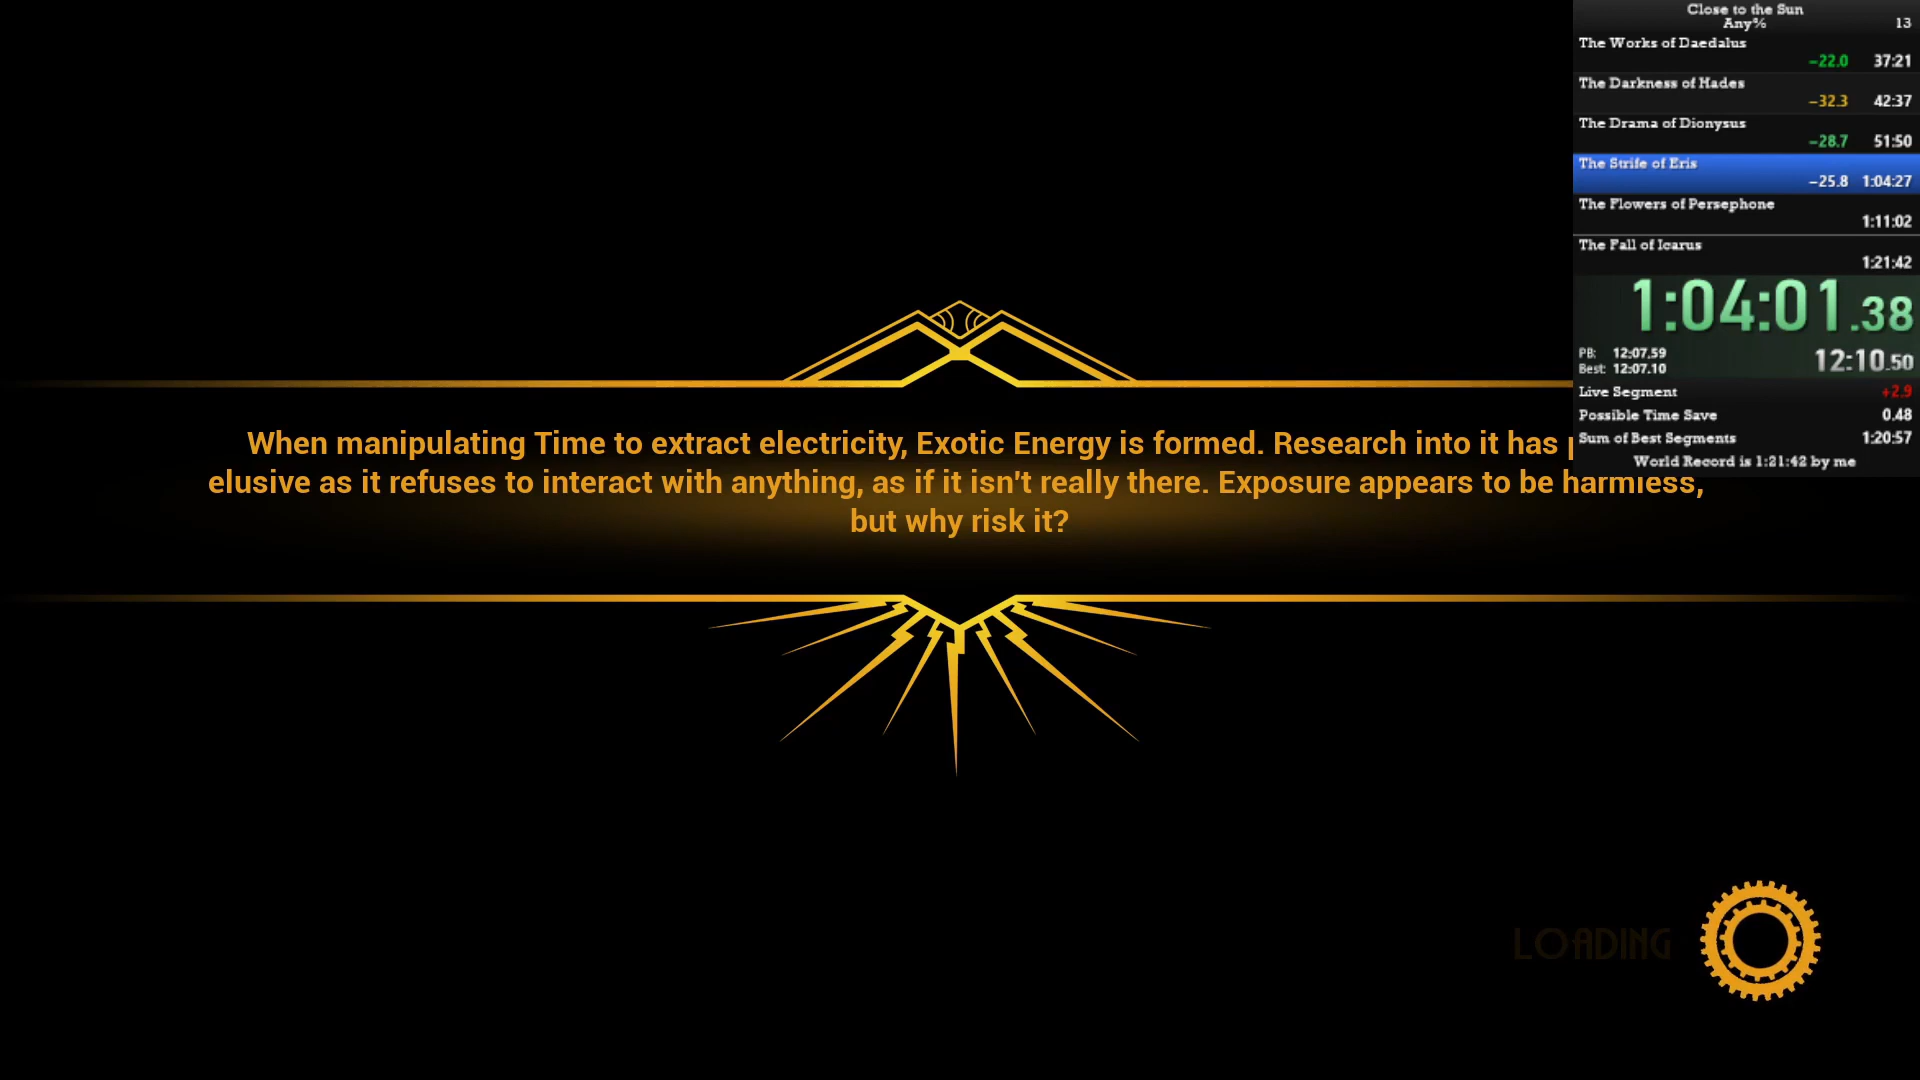 Close to the Sun
Any% 13
The Works of Daedalus
-22.0 37:21
The Darkness of Hades
-32.3 42:37
The Drama of Dionysus
-28.7 51:50
The Strife of Eris
-25.8 1:04:27
The Flowers of Persephone
1:11:02
The Fall of Icarus
1:21:42
1:04:01.38
PB: 12:07.59
Best: 12:07.10
12:10.50
Live Segment +2.9
Possible Time Save 0.48
Sum of Best Segments 1:20:57
World Record is 1:21:42 by me
When manipulating Time to extract electricity, Exotic Energy is formed. Research into it has
elusive as it refuses to interact with anything, as if it isn't really there. Exposure appears to be harmless,
but why risk it?
LOADING